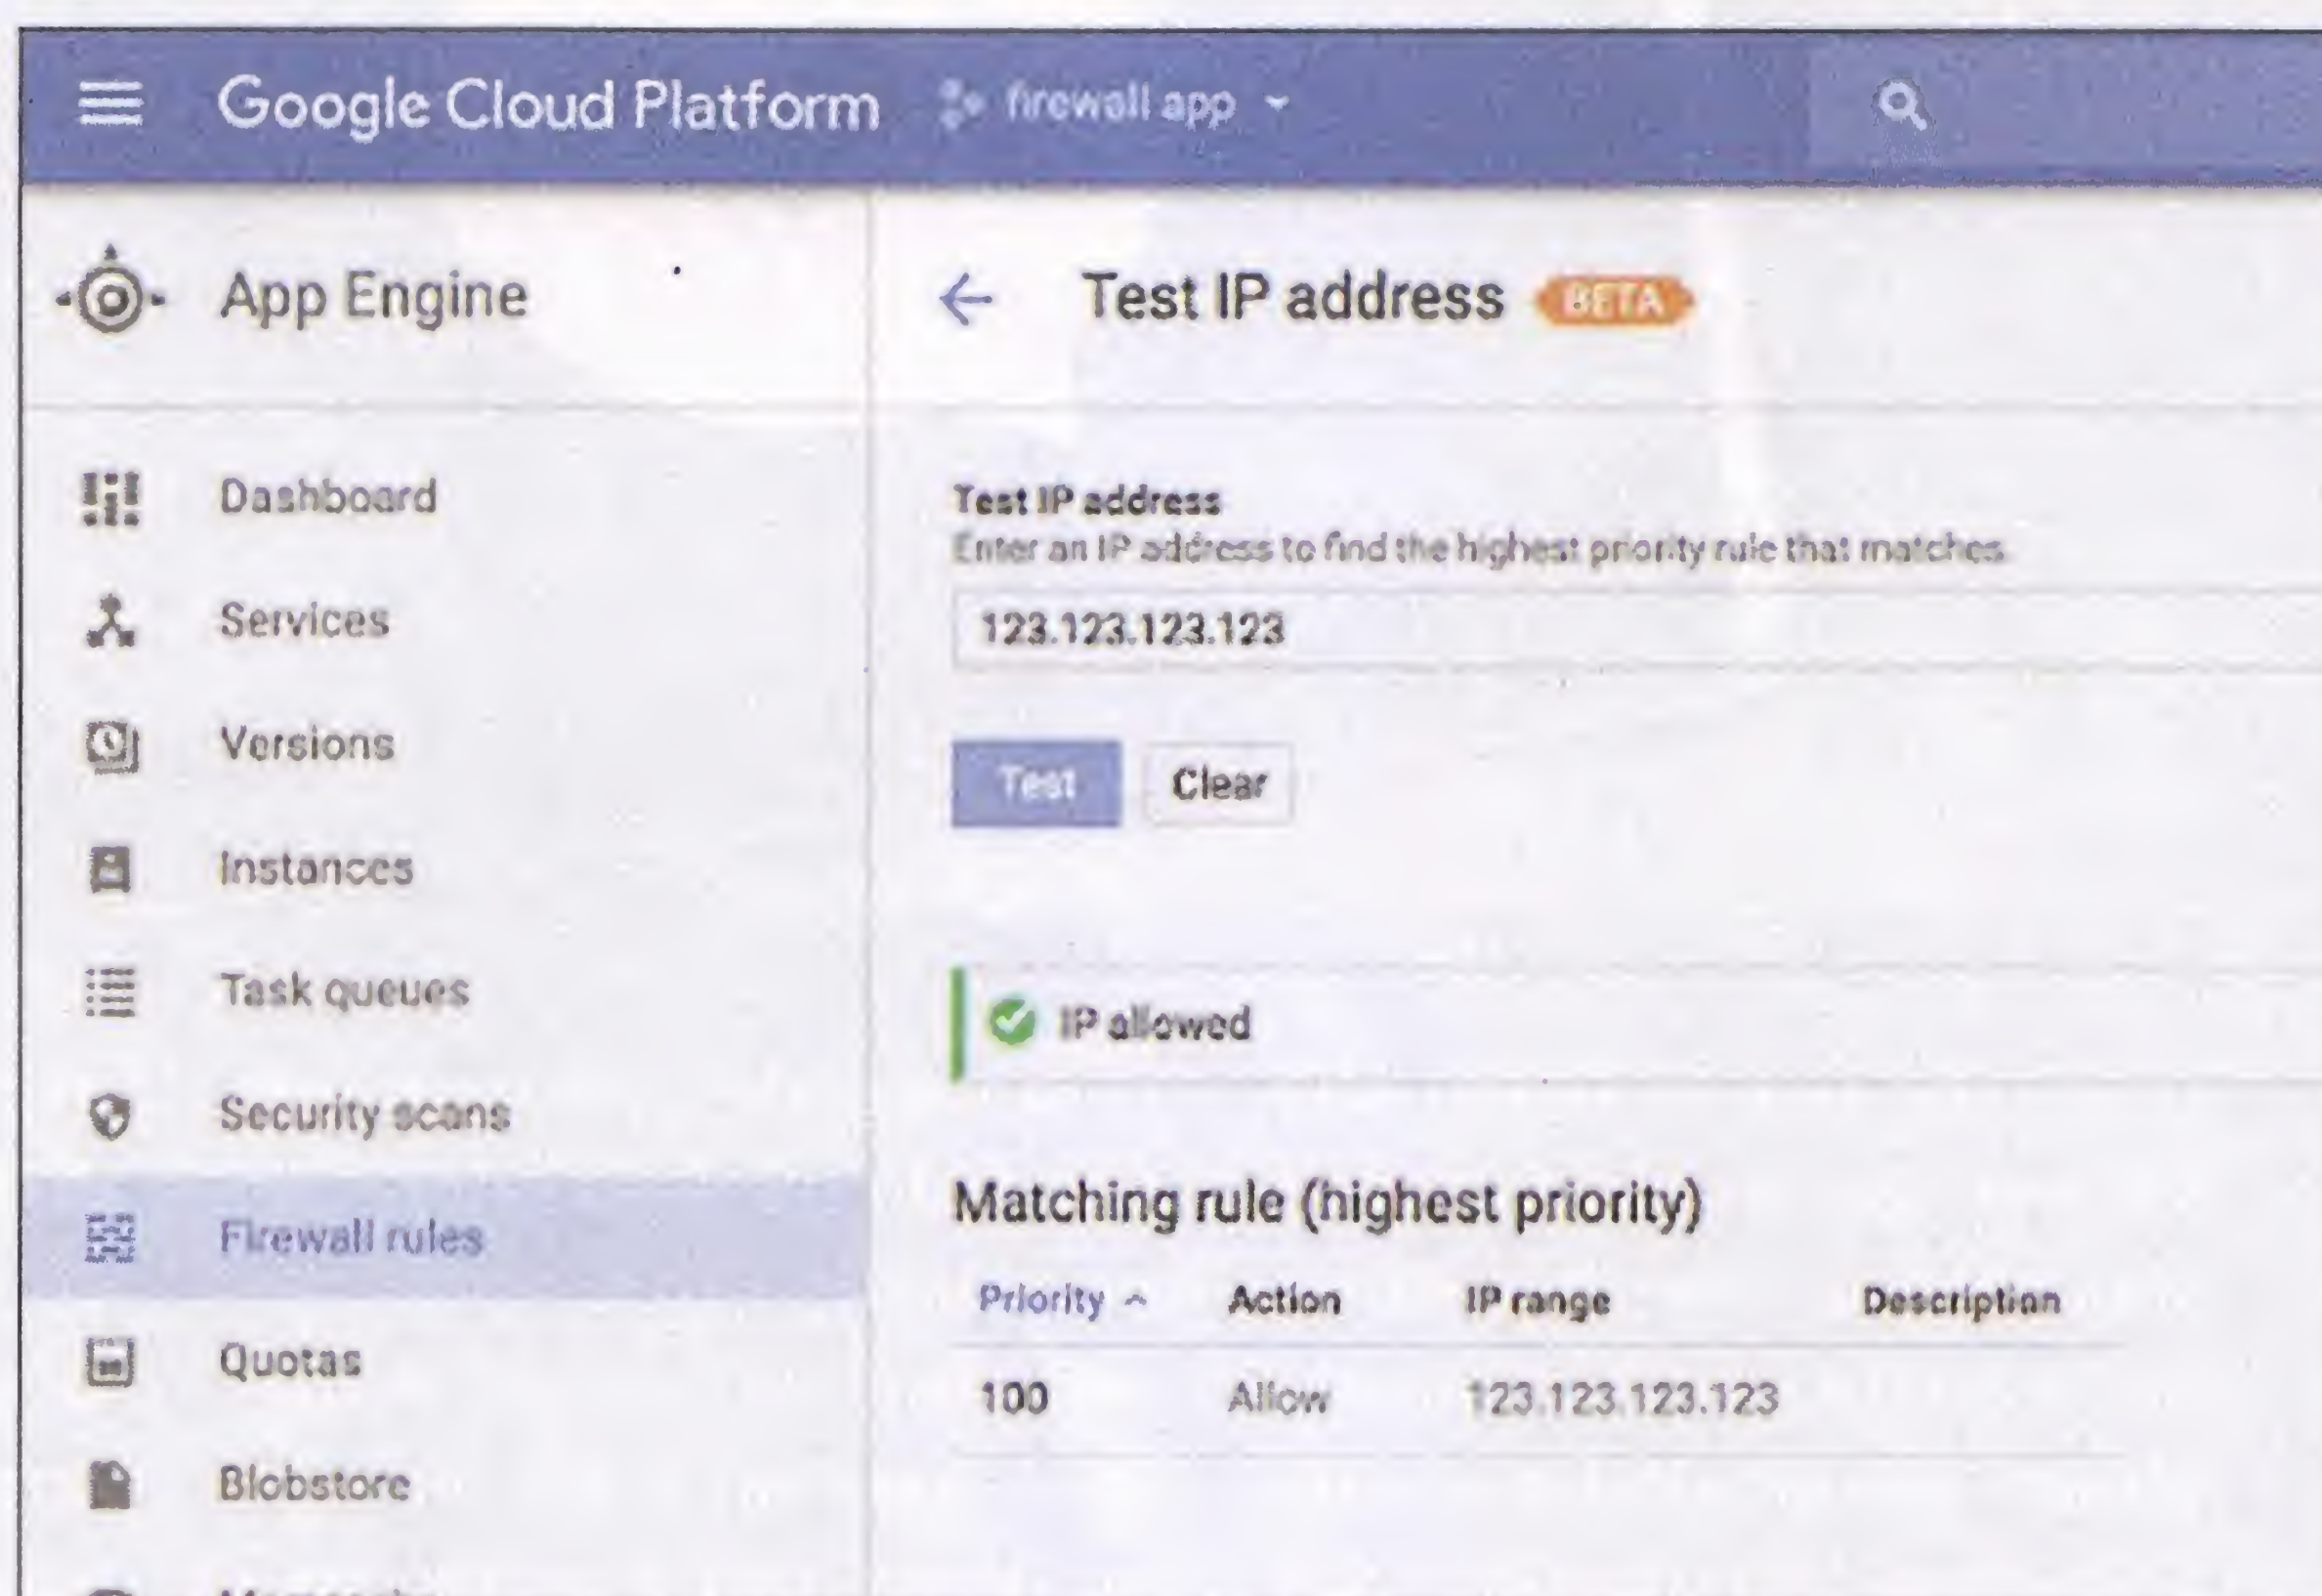 Google Cloud Platform firewall app
App Engine
Test IP address BETA
Dashboard
Services
Versions
Instances
Task queues
Security scans
Firewall rules
Quotas
Blobstore
Test IP address
Enter an IP address to find the highest priority rule that matches.
123.123.123.123
Test Clear
IP allowed
Matching rule (highest priority)
Priority Action IP range Description
100 Allow 123.123.123.123